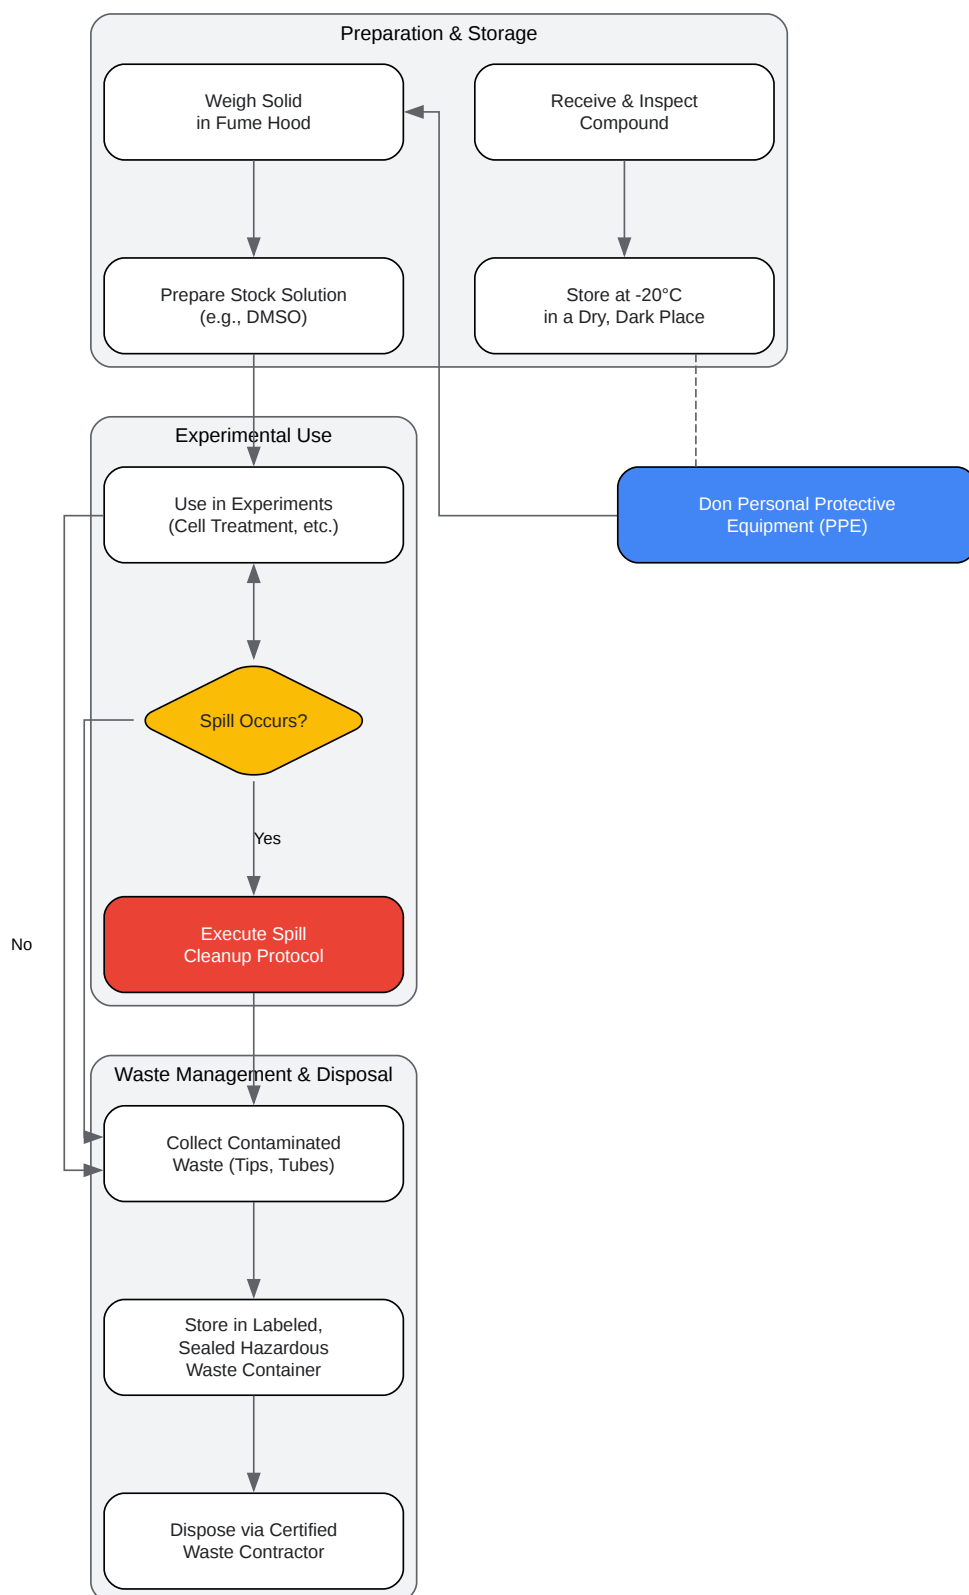 Preparation & Storage
Weigh Solid
in Fume Hood
Receive & Inspect
Compound
Prepare Stock Solution
(e.g., DMSO)
Store at -20°C
in a Dry, Dark Place
Experimental Use
Use in Experiments
(Cell Treatment, etc.)
Don Personal Protective
Equipment (PPE)
Spill Occurs?
Yes
Execute Spill
Cleanup Protocol
No
Waste Management & Disposal
Collect Contaminated
Waste (Tips, Tubes)
Store in Labeled,
Sealed Hazardous
Waste Container
Dispose via Certified
Waste Contractor